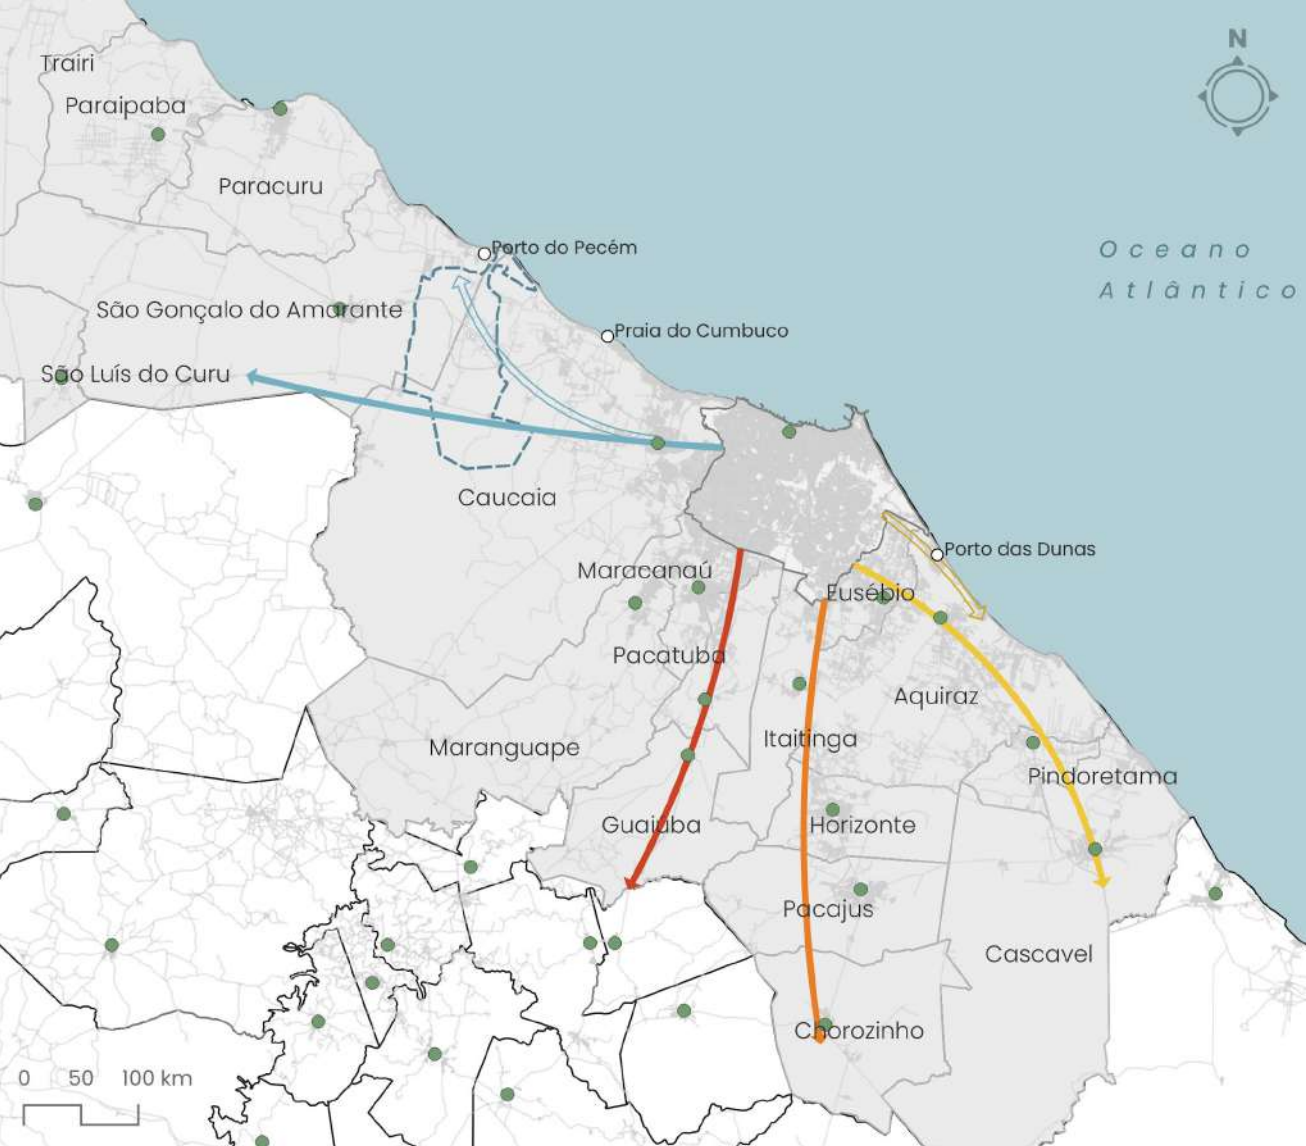 N
Trairi
Paraipaba
Paracuru
Porto do Pecém
Oceano
Atlântico
São Gonçalo do Amarante
Praia do Cumbuco
São Luís do Curu
Caucaia
Porto das Dunas
Maracanaú
Eusébio
Pacatuba
Aquiraz
Itaitinga
Maranguape
Pindoretama
Guaiúba
Horizonte
Pacajus
Cascavel
Chorozinho
0 50 100 km